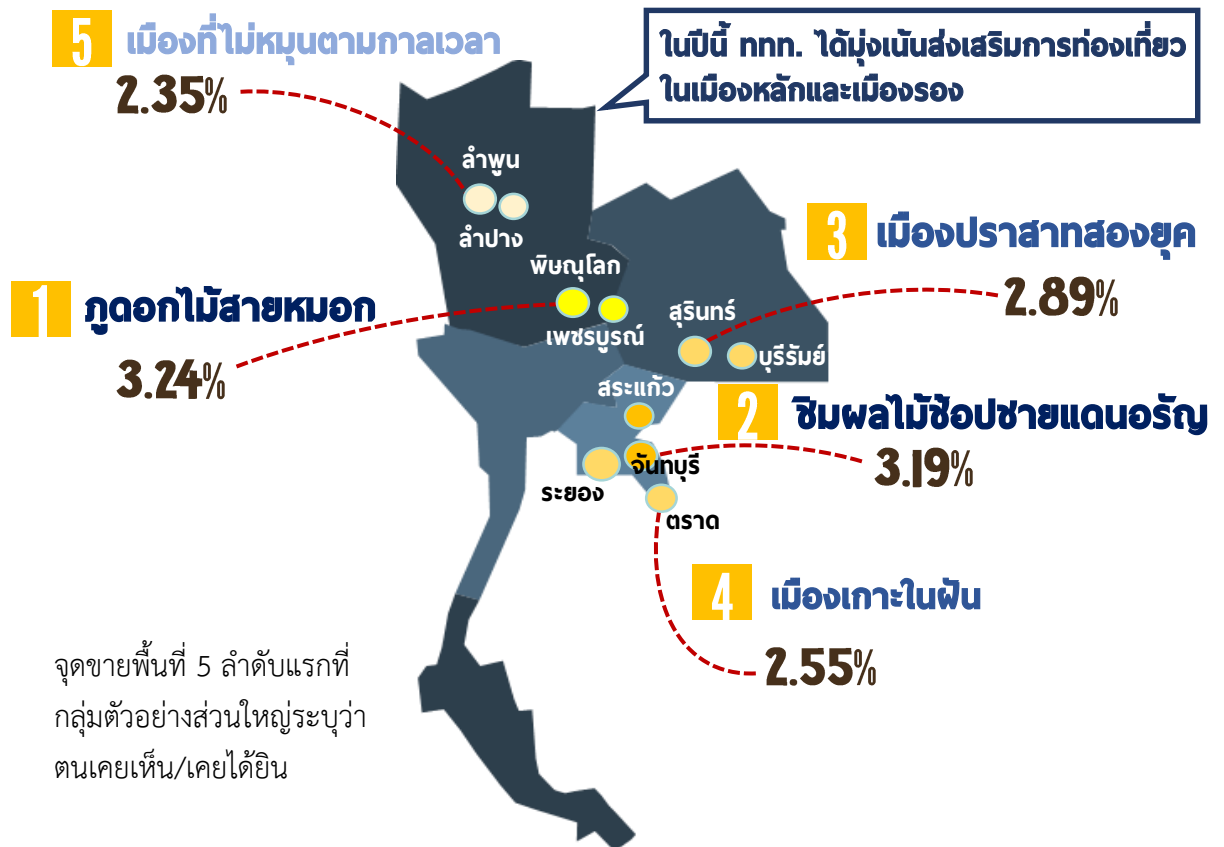 5 เมืองที่ไม่หมุนตามกาลเวลา
2.35%
ในปีนี้ ททท. ได้มุ่งเน้นส่งเสริมการท่องเที่ยว
ในเมืองหลักและเมืองรอง
ลำพูน
ลำปาง
3 เมืองปราสาทสองยุค
2.89%
พิษณุโลก
เพชรบูรณ์
1 ภูดอกไม้สายหมอก
3.24%
สุรินทร์
บุรีรัมย์
สระแก้ว
2 ชิมผลไม้ช้อปชายแดนอรัญ
3.19%
จันทบุรี
ระยอง
ตราด
4 เมืองเกาะในฝัน
2.55%
จุดขายพื้นที่ 5 ลำดับแรกที่
กลุ่มตัวอย่างส่วนใหญ่ระบุว่า
ตนเคยเห็น/เคยได้ยิน